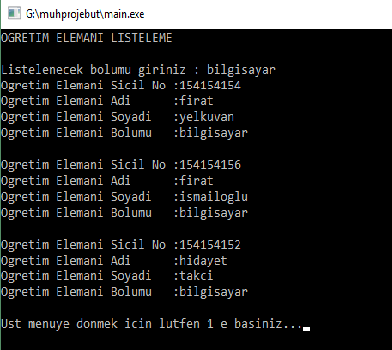 G:\muhprojebut\main.exe
OGRETIM ELEMANI LISTELEME
Listelenecek bolumu giriniz : bilgisayar
Ogretim Elemani Sicil No :154154154
Ogretim Elemani Adi :firat
Ogretim Elemani Soyadi :yelkuvan
Ogretim Elemani Bolumu :bilgisayar
Ogretim Elemani Sicil No :154154156
Ogretim Elemani Adi :firat
Ogretim Elemani Soyadi :ismailoglu
Ogretim Elemani Bolumu :bilgisayar
Ogretim Elemani Sicil No :154154152
Ogretim Elemani Adi :hidayet
Ogretim Elemani Soyadi :takci
Ogretim Elemani Bolumu :bilgisayar
Ust menuye donmek icin lutfen 1 e basiniz...